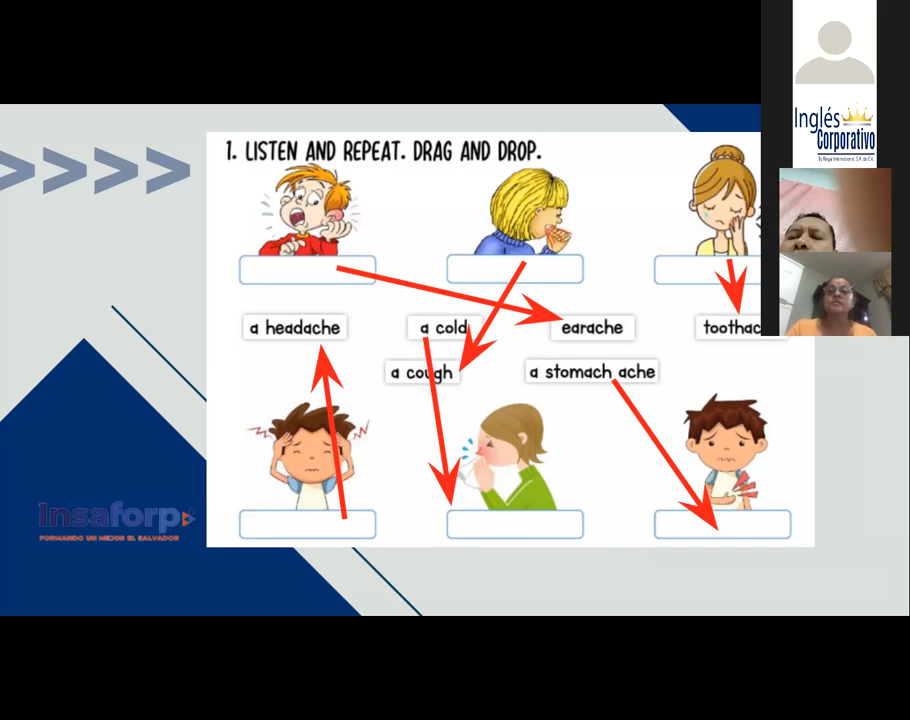 1. LISTEN AND REPEAT. DRAG AND DROP.
a headache
a cold
earache
a cough
a stomach ache
Insaforp
FORMANDO UN MEJOR EL SALVADOR
Inglés
Corporativo